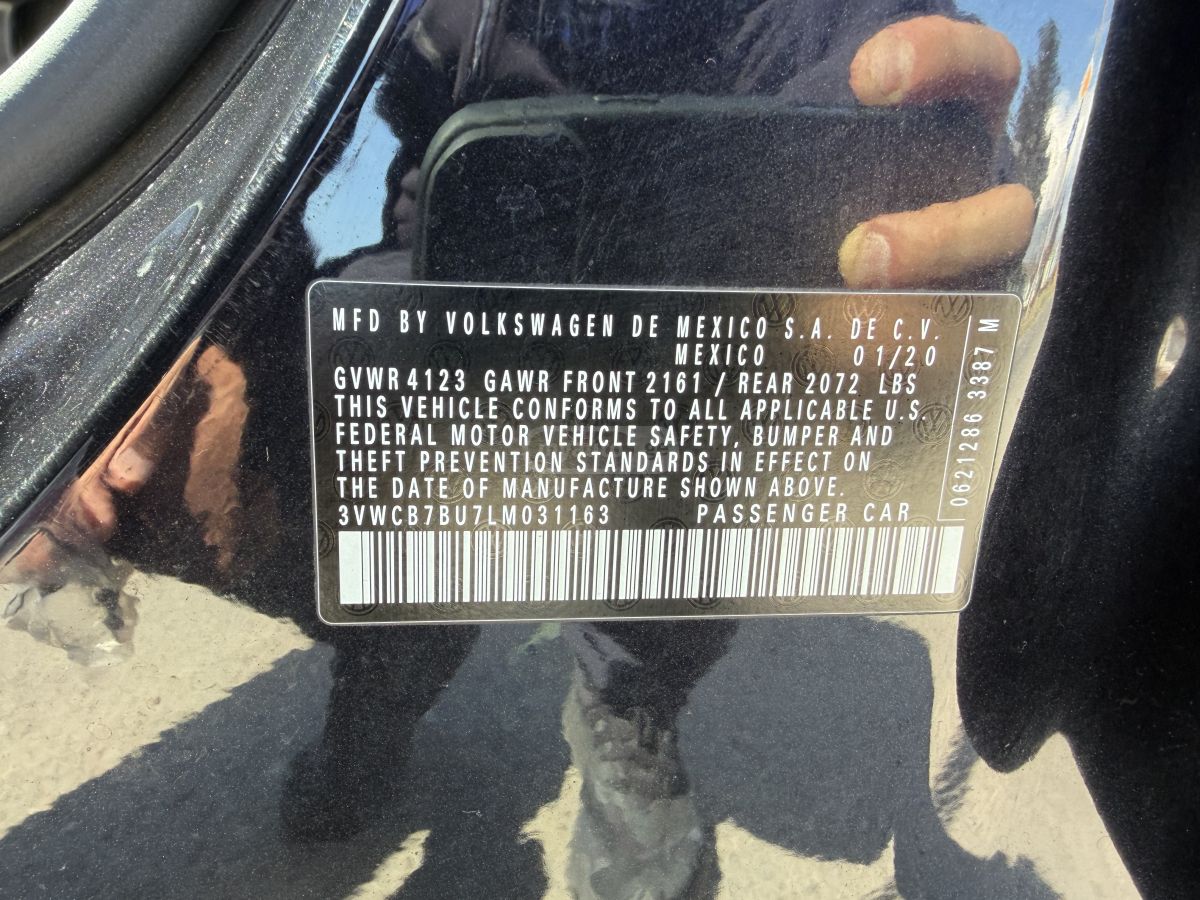 MFD BY VOLKSWAGEN DE MEXICO S.A. DE C.V.
MEXICO 01/20
GVWR 4123 GAWR FRONT 2161 / REAR 2072 LBS
THIS VEHICLE CONFORMS TO ALL APPLICABLE U.S.
FEDERAL MOTOR VEHICLE SAFETY, BUMPER AND
THEFT PREVENTION STANDARDS IN EFFECT ON
THE DATE OF MANUFACTURE SHOWN ABOVE.
3VWCB7BU7LM031163 PASSENGER CAR
0621286 3387 M